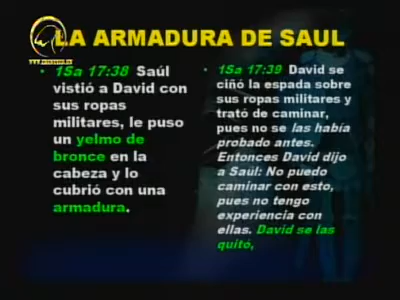 LA ARMADURA DE SAUL
• 1Sa 17:38 Saúl
vistió a David con
sus ropas
militares, le puso
un yelmo de
bronce en la
cabeza y lo
cubrió con una
armadura.
• 1Sa 17:39 David se
ciñó la espada sobre
sus ropas militares y
trató de caminar,
pues no se las había
probado antes.
Entonces David dijo
a Saúl: No puedo
caminar con esto,
pues no tengo
experiencia con
ellas. David se las
quitó,